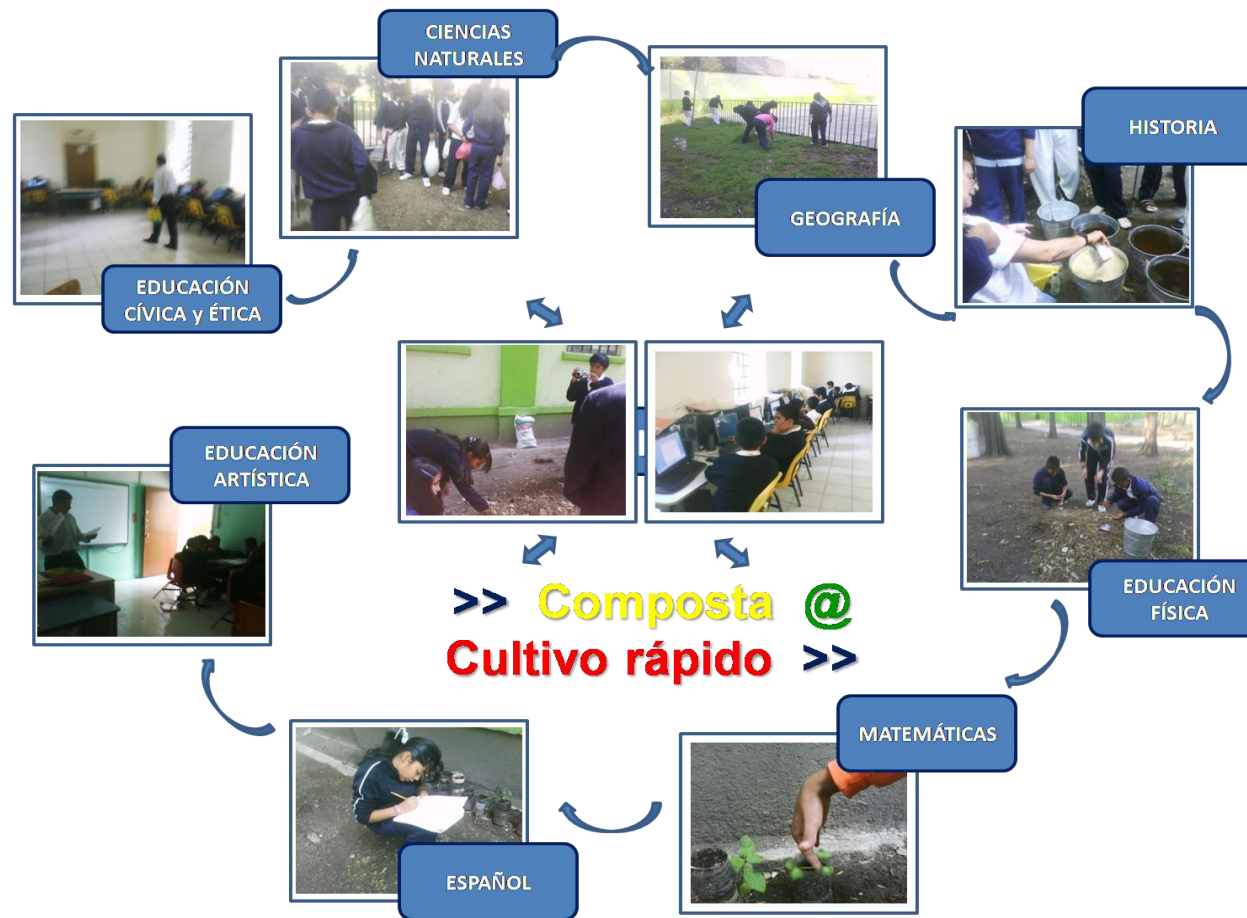 CIENCIAS
NATURALES
HISTORIA
GEOGRAFÍA
EDUCACIÓN
CÍVICA y ÉTICA
EDUCACIÓN
ARTÍSTICA
EDUCACIÓN
FÍSICA
>> Composta @
Cultivo rápido >>
MATEMÁTICAS
ESPAÑOL